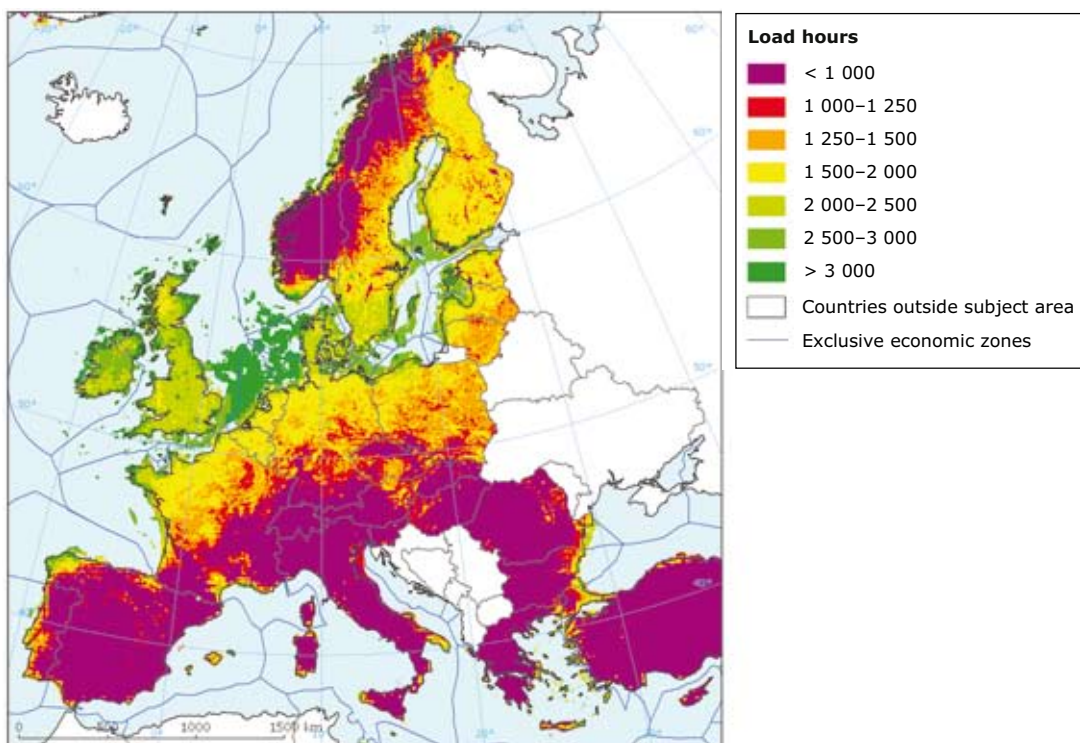 Load hours
< 1 000
1 000–1 250
1 250–1 500
1 500–2 000
2 000–2 500
2 500–3 000
> 3 000
Countries outside subject area
Exclusive economic zones
0 500 1000 1500 km